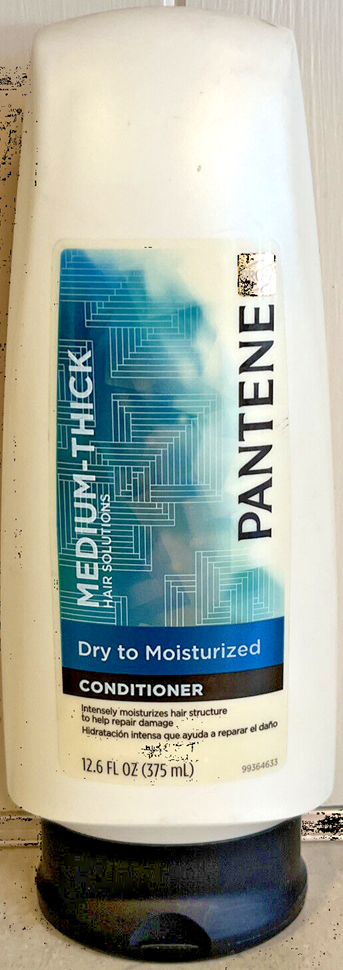 PANTENE
MEDIUM-THICK
HAIR SOLUTIONS
Dry to Moisturized
CONDITIONER
Intensely moisturizes hair structure
to help repair damage
Hidratación intensa que ayuda a reparar el daño
12.6 FL OZ (375 mL)
99364633